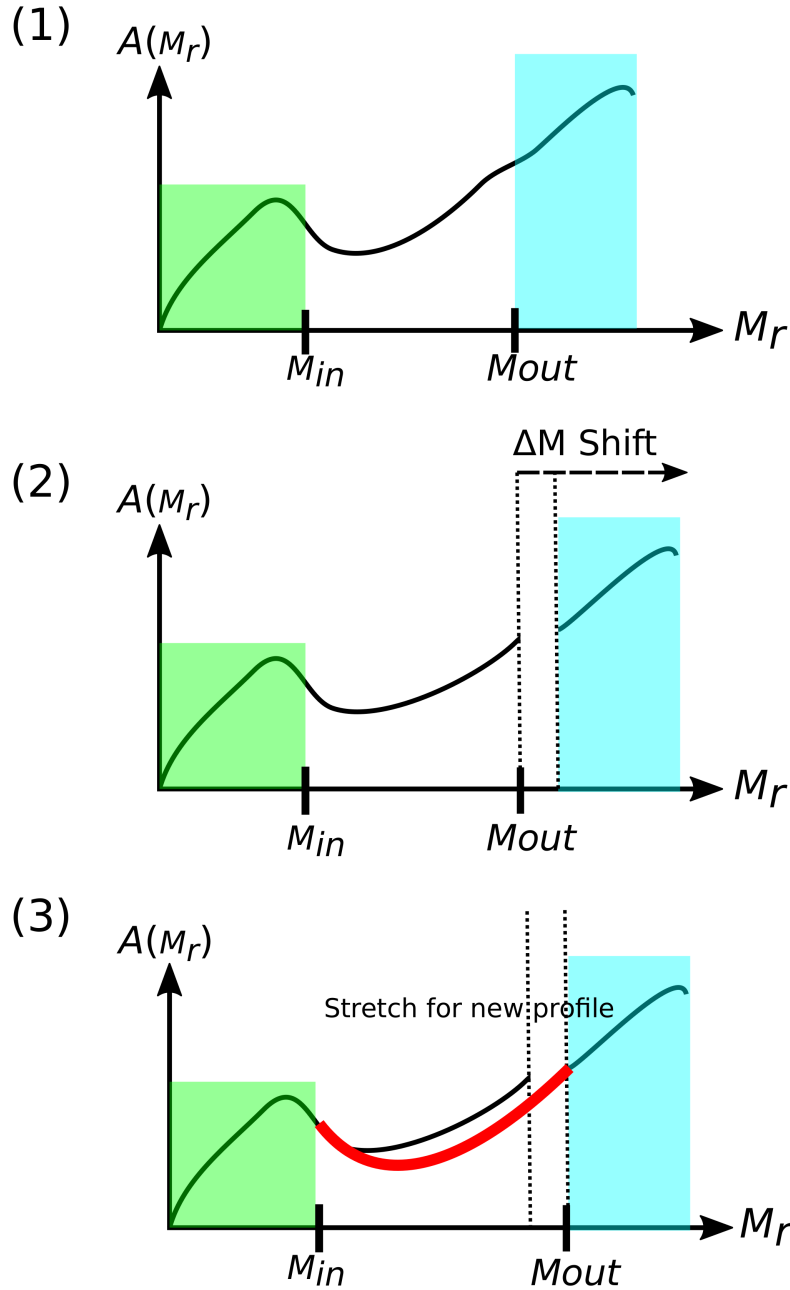 (1)
A(Mr)
Mr
Min
Mout
ΔM Shift
(2)
A(Mr)
Mr
Min
Mout
(3)
A(Mr)
Stretch for new profile
Mr
Min
Mout